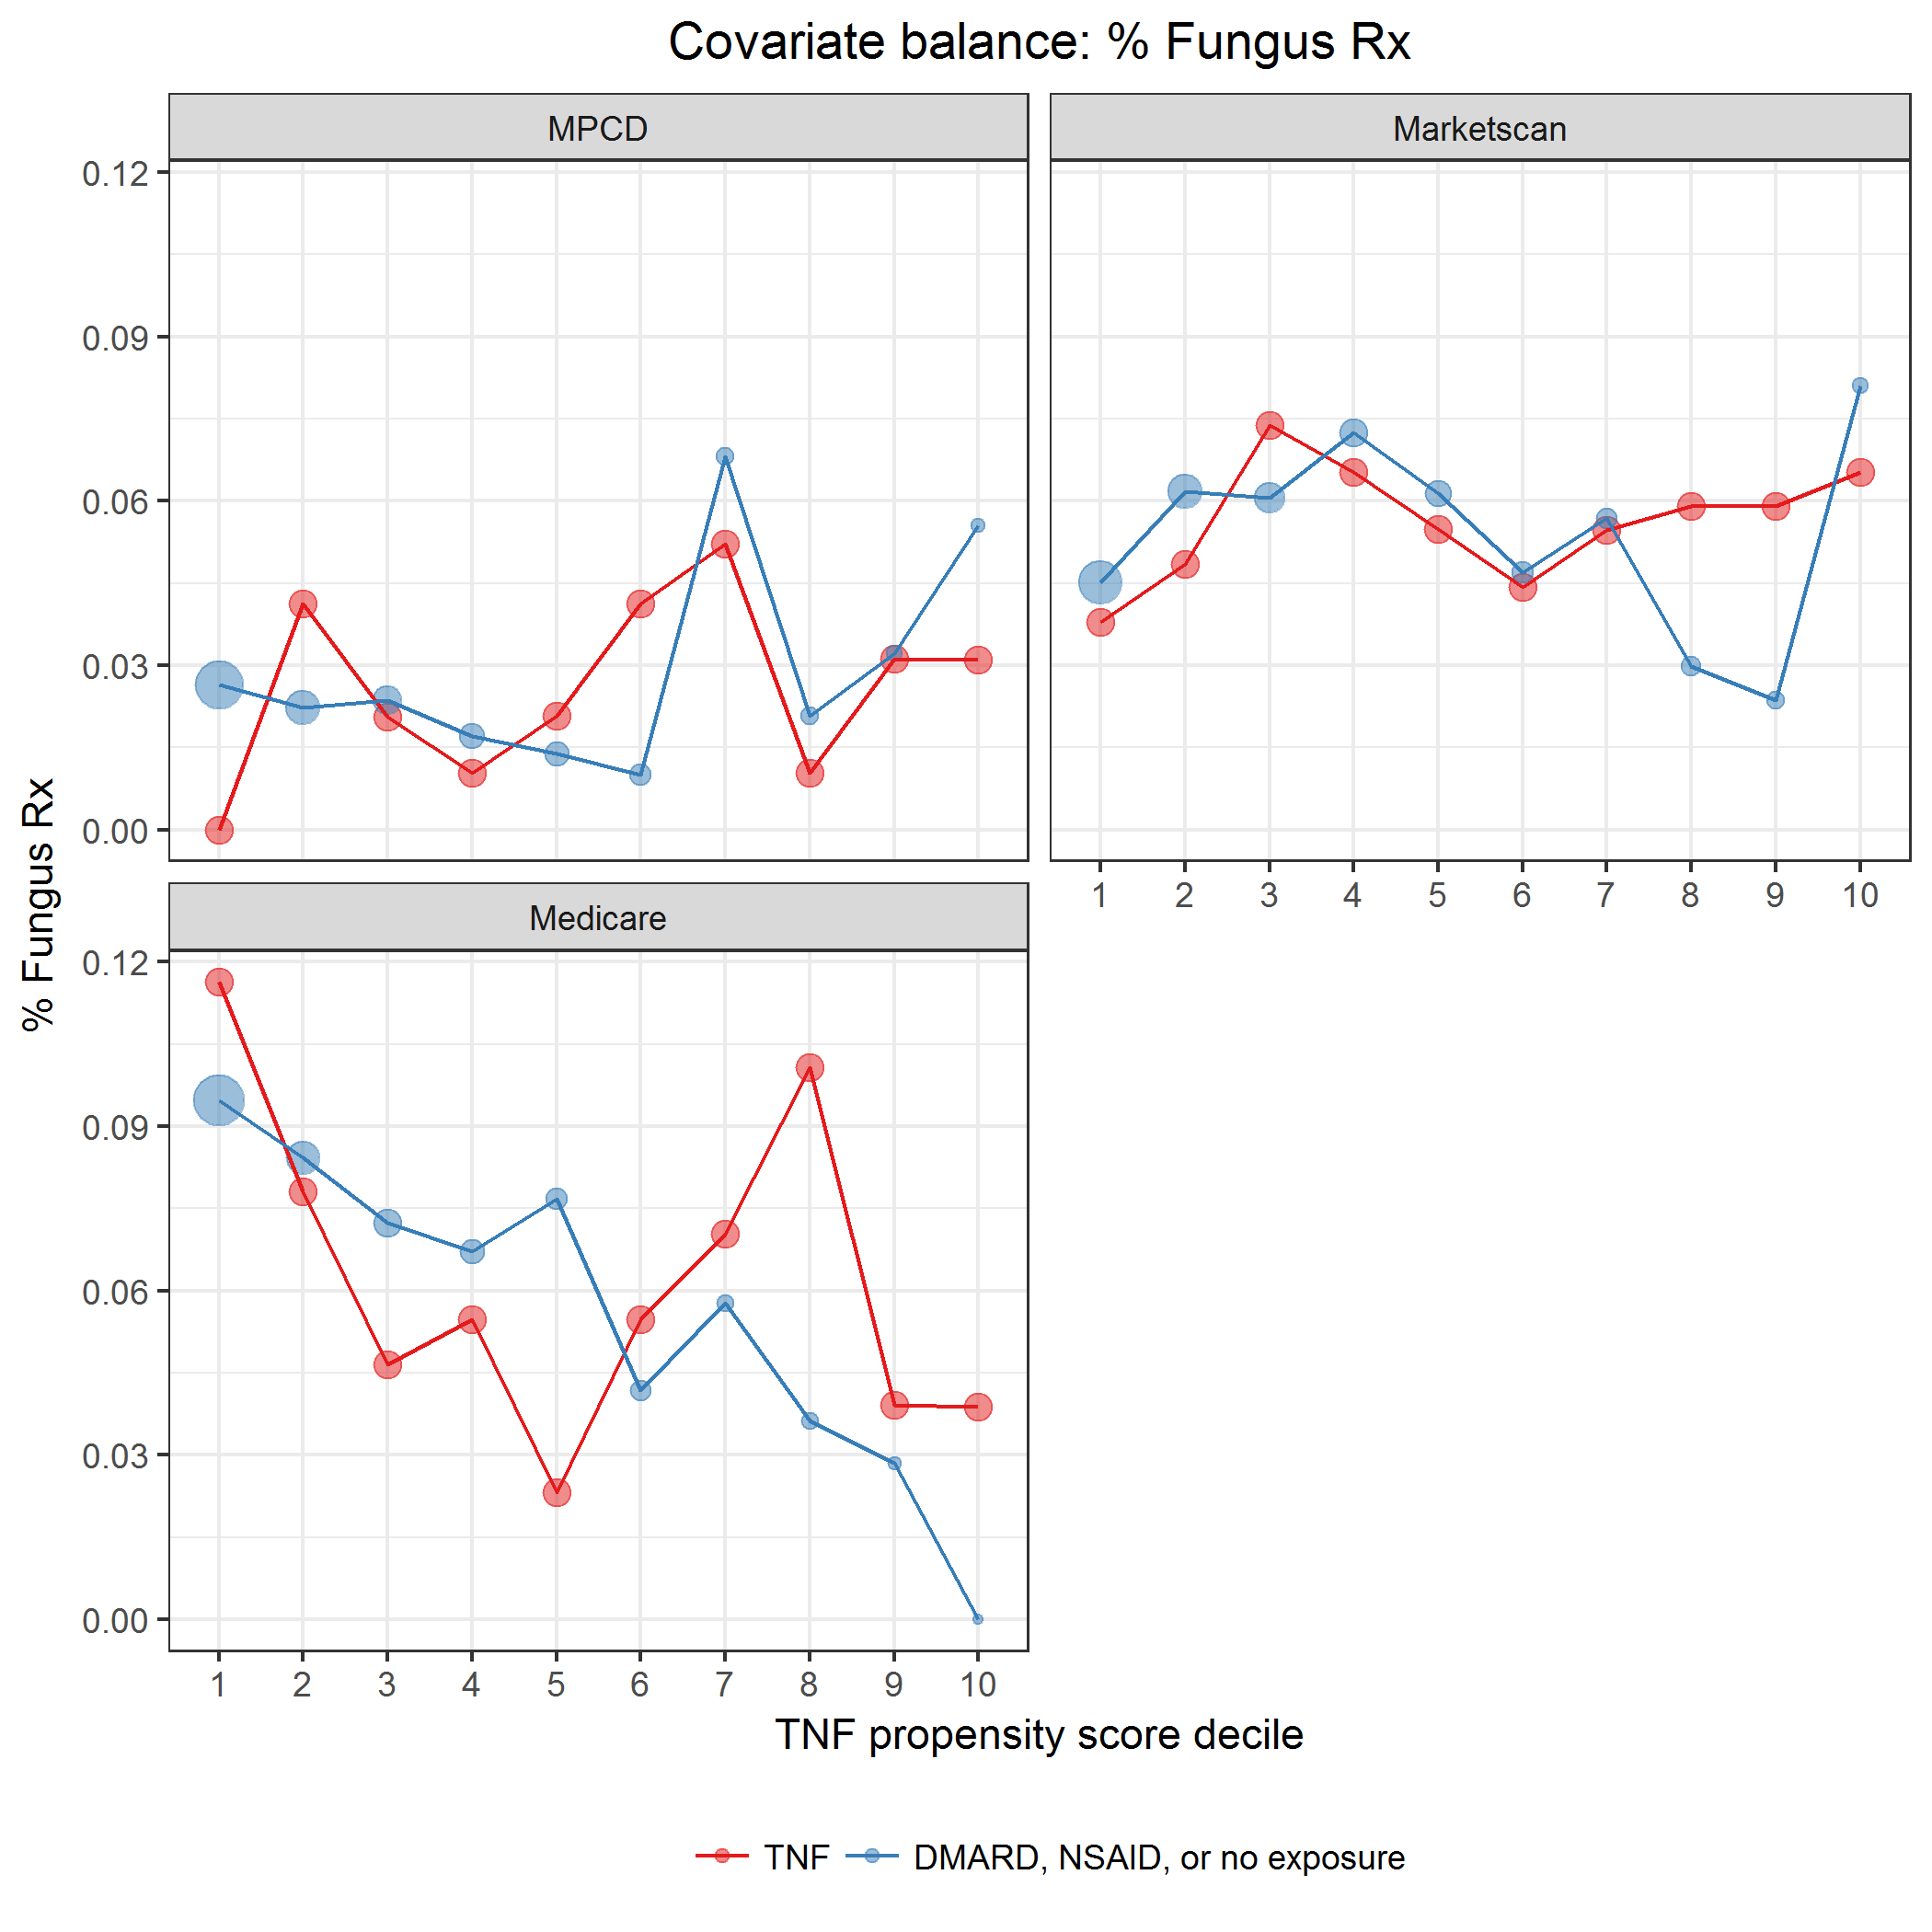 Covariate balance: % Fungus Rx
MPCD
Marketscan
0.12
0.09
0.06
0.03
0.00
1 2 3 4 5 6 7 8 9 10
% Fungus Rx
Medicare
0.12
0.09
0.06
0.03
0.00
1 2 3 4 5 6 7 8 9 10
TNF propensity score decile
TNF DMARD, NSAID, or no exposure